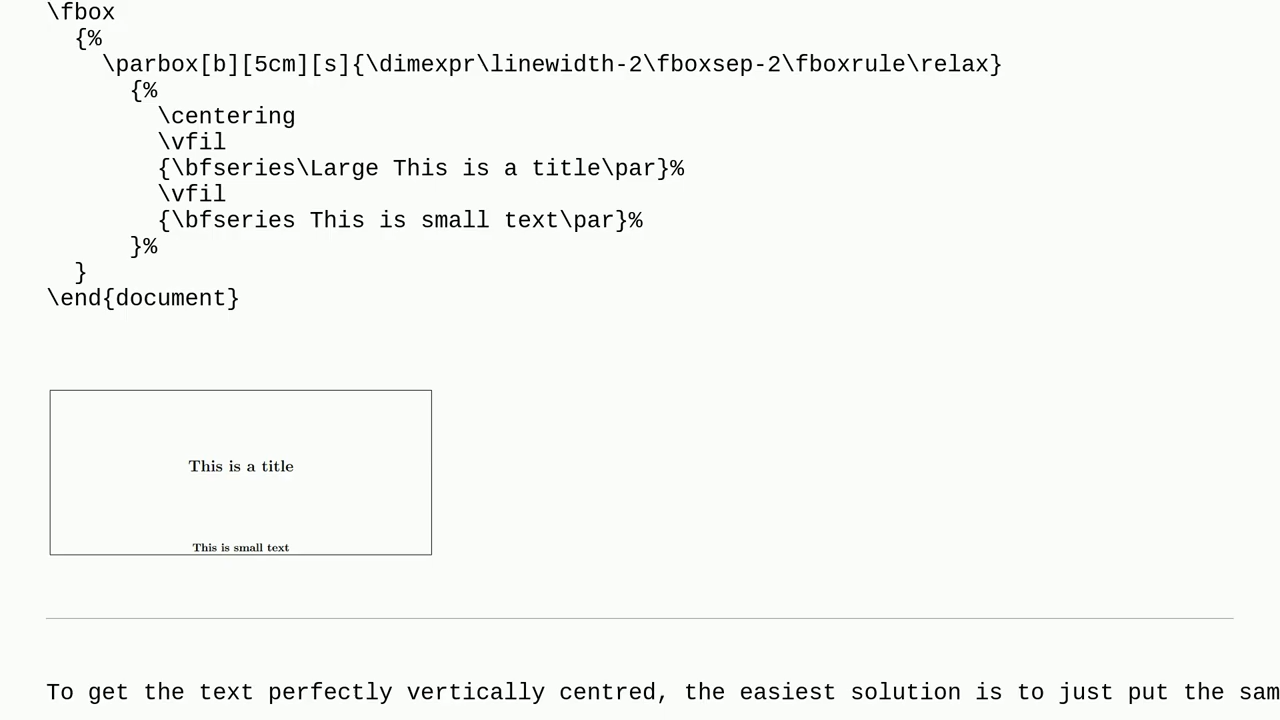 \fbox
  {%
    \parbox[b][5cm][s]{\dimexpr\linewidth-2\fboxsep-2\fboxrule\relax}
      {%
        \centering
        \vfil
        {\bfseries\Large This is a title\par}%
        \vfil
        {\bfseries This is small text\par}%
      }%
  }
\end{document}
This is a title
This is small text
To get the text perfectly vertically centred, the easiest solution is to just put the sam